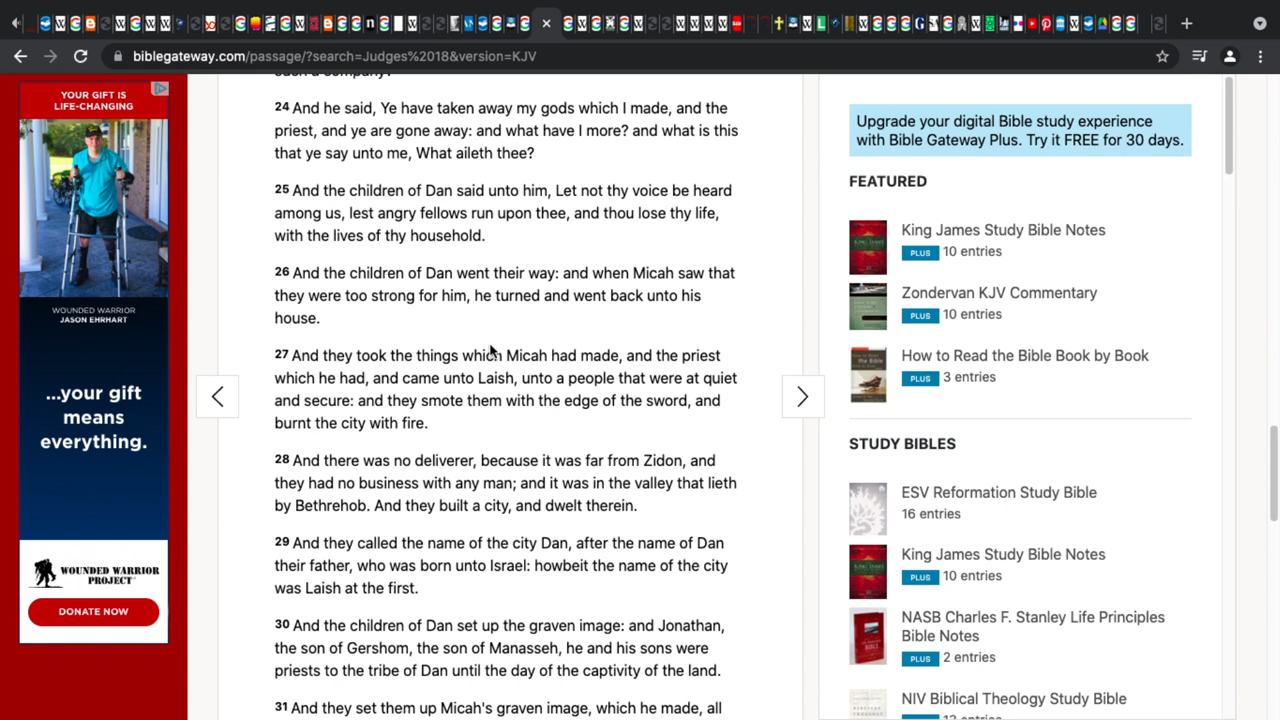 biblegateway.com/passage/?search=Judges%2018&version=KJV
YOUR GIFT IS
LIFE-CHANGING
WOUNDED WARRIOR
JASON EHRHART
...your gift
means
everything.
WOUNDED WARRIOR
PROJECT
DONATE NOW
such a company?
24 And he said, Ye have taken away my gods which I made, and the
priest, and ye are gone away: and what have I more? and what is this
that ye say unto me, What aileth thee?
25 And the children of Dan said unto him, Let not thy voice be heard
among us, lest angry fellows run upon thee, and thou lose thy life,
with the lives of thy household.
26 And the children of Dan went their way: and when Micah saw that
they were too strong for him, he turned and went back unto his
house.
27 And they took the things which Micah had made, and the priest
which he had, and came unto Laish, unto a people that were at quiet
and secure: and they smote them with the edge of the sword, and
burnt the city with fire.
28 And there was no deliverer, because it was far from Zidon, and
they had no business with any man; and it was in the valley that lieth
by Bethrehob. And they built a city, and dwelt therein.
29 And they called the name of the city Dan, after the name of Dan
their father, who was born unto Israel: howbeit the name of the city
was Laish at the first.
30 And the children of Dan set up the graven image: and Jonathan,
the son of Gershom, the son of Manasseh, he and his sons were
priests to the tribe of Dan until the day of the captivity of the land.
31 And they set them up Micah's graven image, which he made, all
Upgrade your digital Bible study experience
with Bible Gateway Plus. Try it FREE for 30 days.
FEATURED
King James Study Bible Notes
PLUS 10 entries
Zondervan KJV Commentary
PLUS 10 entries
How to Read the Bible Book by Book
PLUS 3 entries
STUDY BIBLES
ESV Reformation Study Bible
16 entries
King James Study Bible Notes
PLUS 10 entries
NASB Charles F. Stanley Life Principles
Bible Notes
PLUS 2 entries
NIV Biblical Theology Study Bible